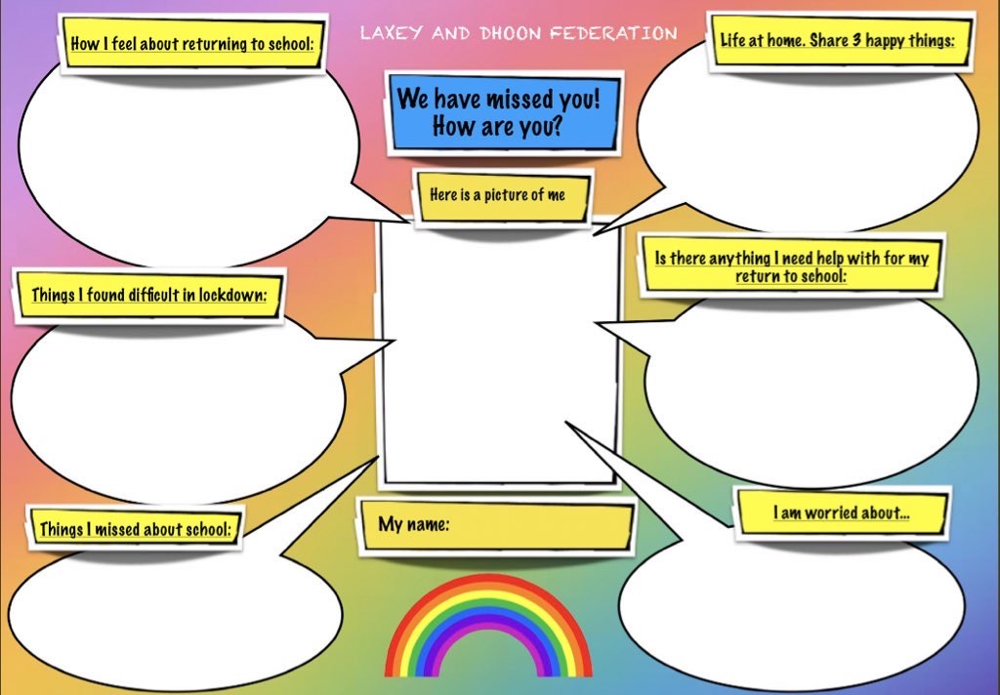 LAXEY AND DHOON FEDERATION
We have missed you!
How are you?
How I feel about returning to school:
Life at home. Share 3 happy things:
Here is a picture of me
Things I found difficult in lockdown:
Is there anything I need help with for my
return to school:
Things I missed about school:
My name:
I am worried about...